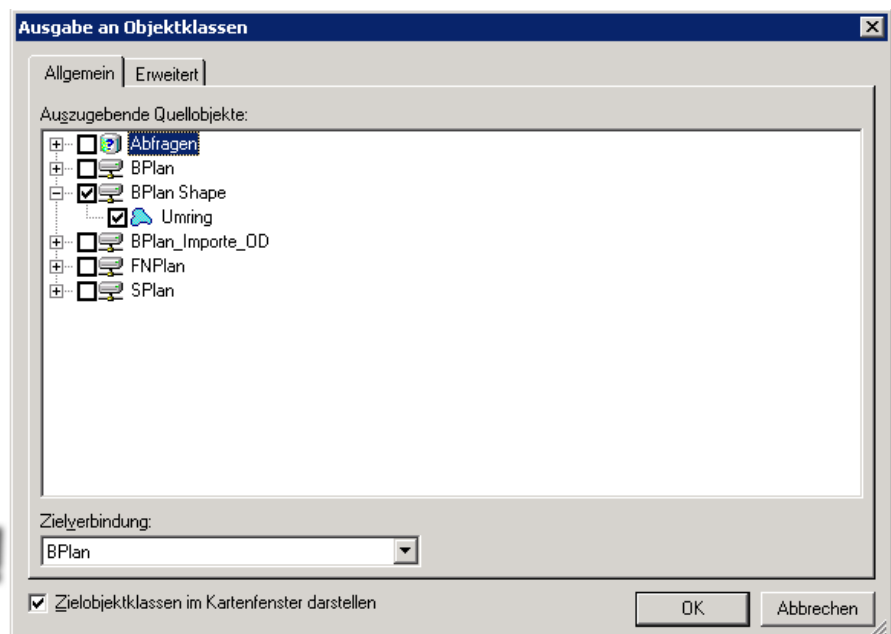 Ausgabe an Objektklassen
Allgemein Erweitert
Auszugebende Quellobjekte:
Abfragen
BPlan
BPlan Shape
Umring
BPlan_Importe_OD
FNPlan
SPlan
Zielverbindung:
BPlan
Zielobjektklassen im Kartenfenster darstellen
OK Abbrechen